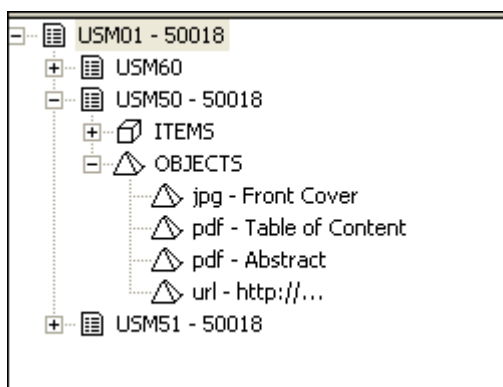 USM01 - 50018
USM60
USM50 - 50018
ITEMS
OBJECTS
jpg - Front Cover
pdf - Table of Content
pdf - Abstract
url - http://...
USM51 - 50018